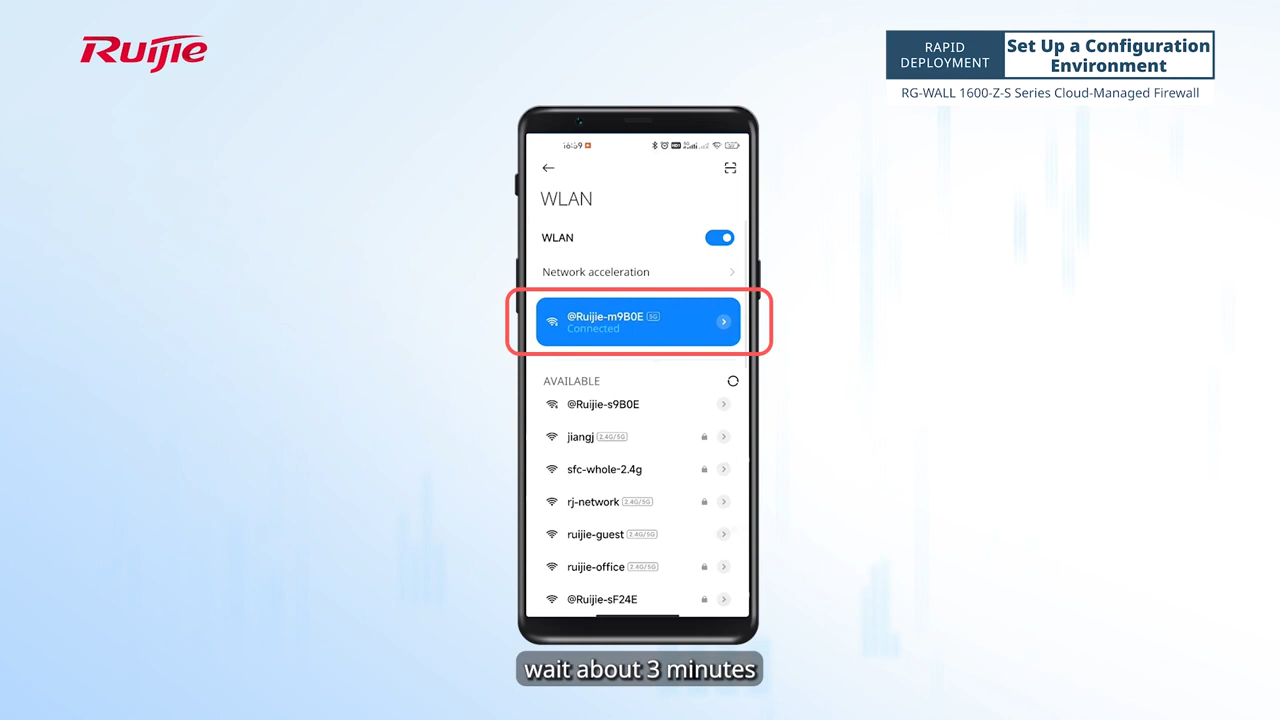 Ruijie
RAPID
DEPLOYMENT
Set Up a Configuration
Environment
RG-WALL 1600-Z-S Series Cloud-Managed Firewall
16:59
WLAN
WLAN
Network acceleration
@Ruijie-m9B0E 5G
Connected
AVAILABLE
@Ruijie-s9B0E
jiangj 2.4G/5G
sfc-whole-2.4g
rj-network 2.4G/5G
ruijie-guest 2.4G/5G
ruijie-office 2.4G/5G
@Ruijie-sF24E
wait about 3 minutes